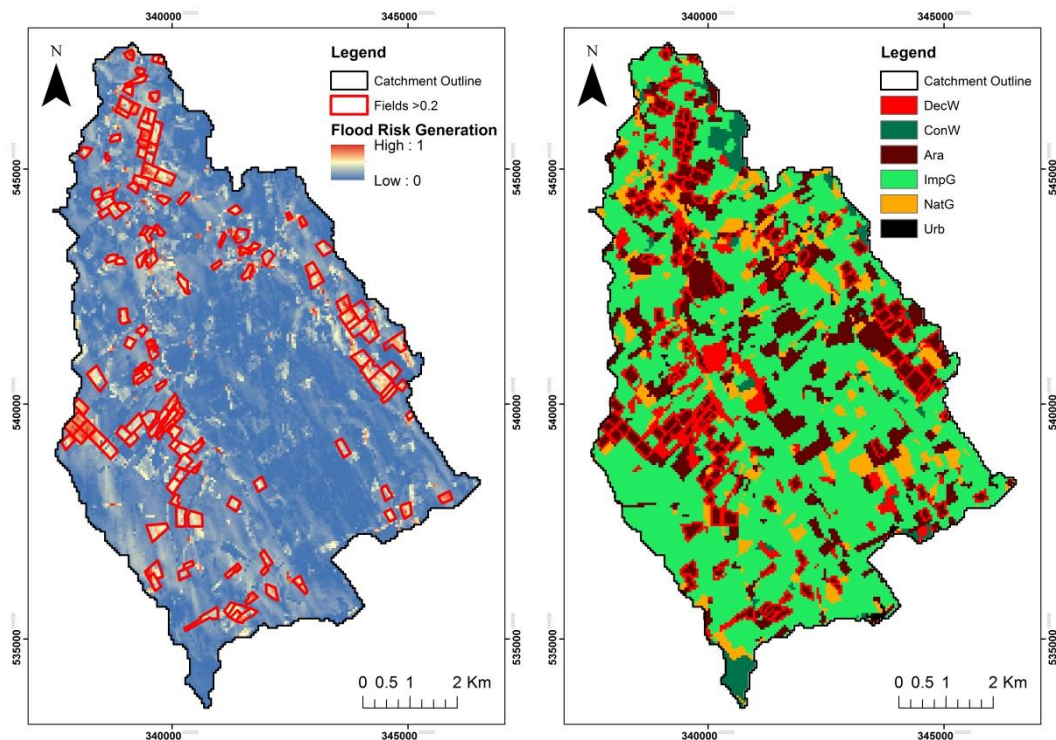 340000
345000
N
Legend
Catchment Outline
Fields >0.2
Flood Risk Generation
High : 1
Low : 0
545000
540000
535000
0 0.5 1 2 Km
340000
345000
340000
345000
N
Legend
Catchment Outline
DecW
ConW
Ara
ImpG
NatG
Urb
545000
540000
535000
545000
540000
535000
0 0.5 1 2 Km
340000
345000